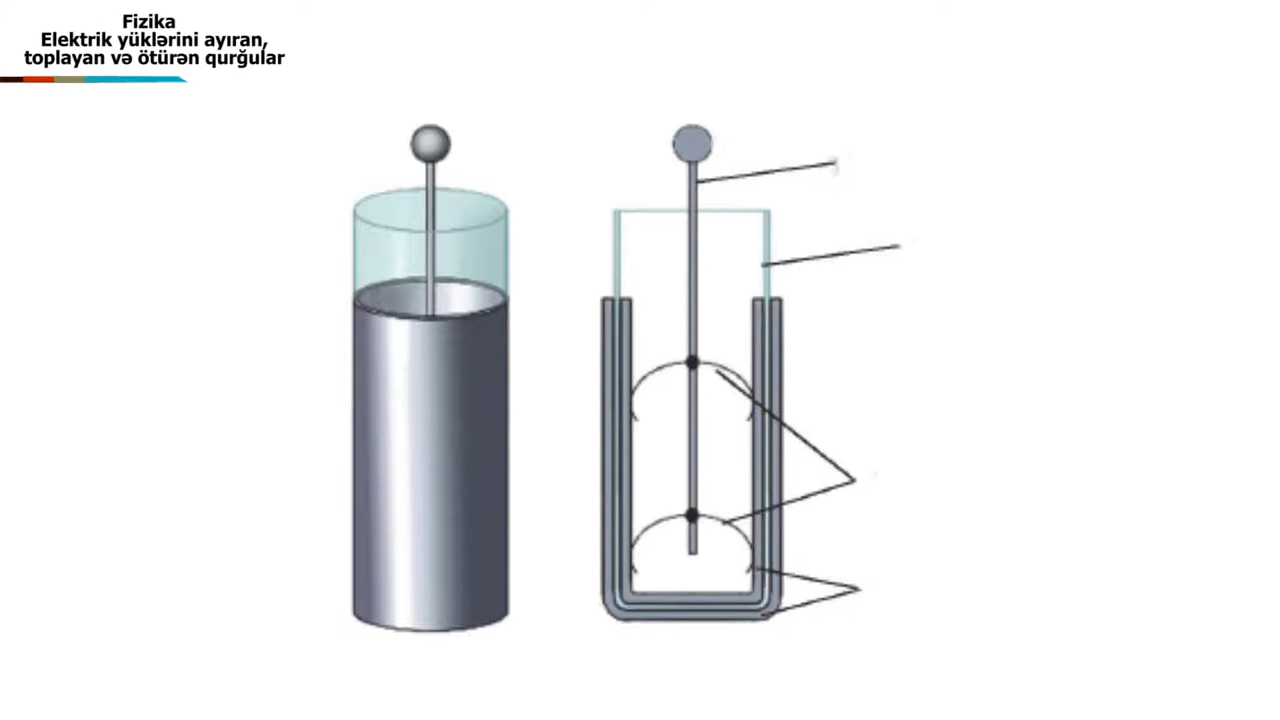 Fizika
Elektrik yüklərini ayıran,
toplayan və ötürən qurğular